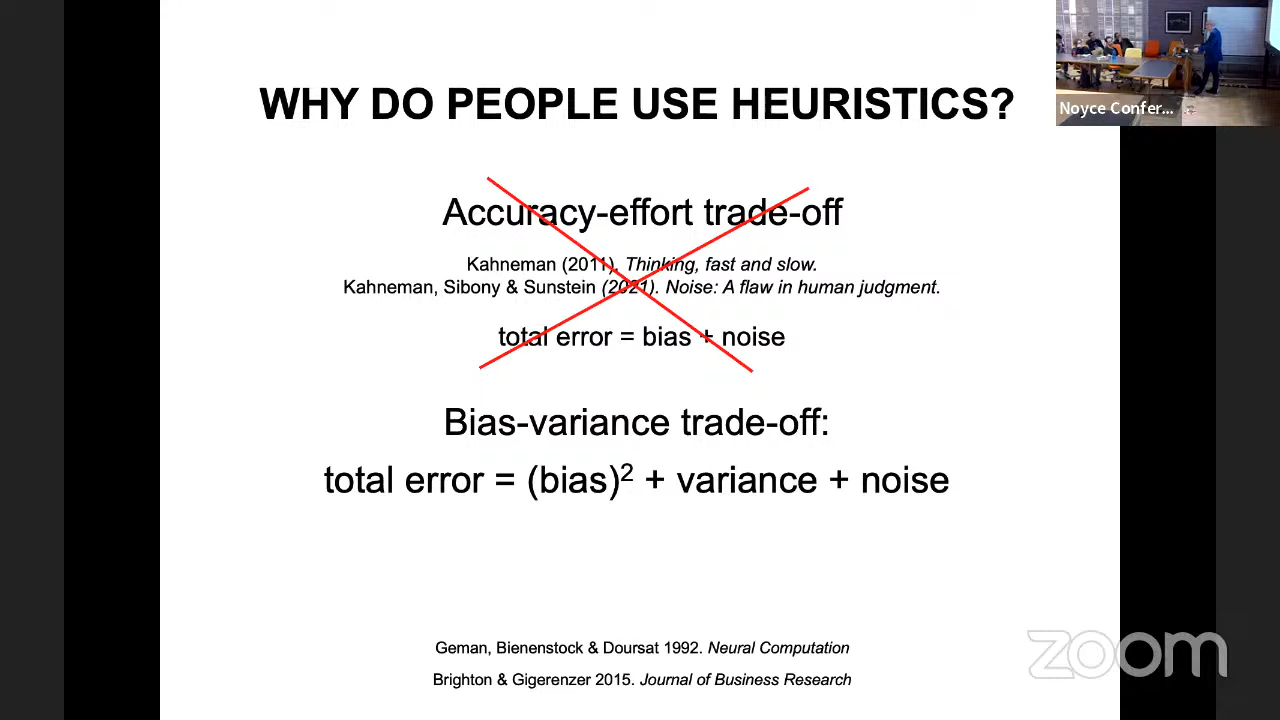 WHY DO PEOPLE USE HEURISTICS?
Noyce Confer...
Accuracy-effort trade-off
Kahneman (2011). Thinking, fast and slow.
Kahneman, Sibony & Sunstein (2021). Noise: A flaw in human judgment.
total error = bias + noise
Bias-variance trade-off:
total error = (bias)² + variance + noise
Geman, Bienenstock & Doursat 1992. Neural Computation
Brighton & Gigerenzer 2015. Journal of Business Research
zoom